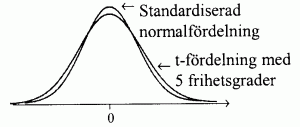 Standardiserad
normalfördelning
t-fördelning med
5 frihetsgrader
0